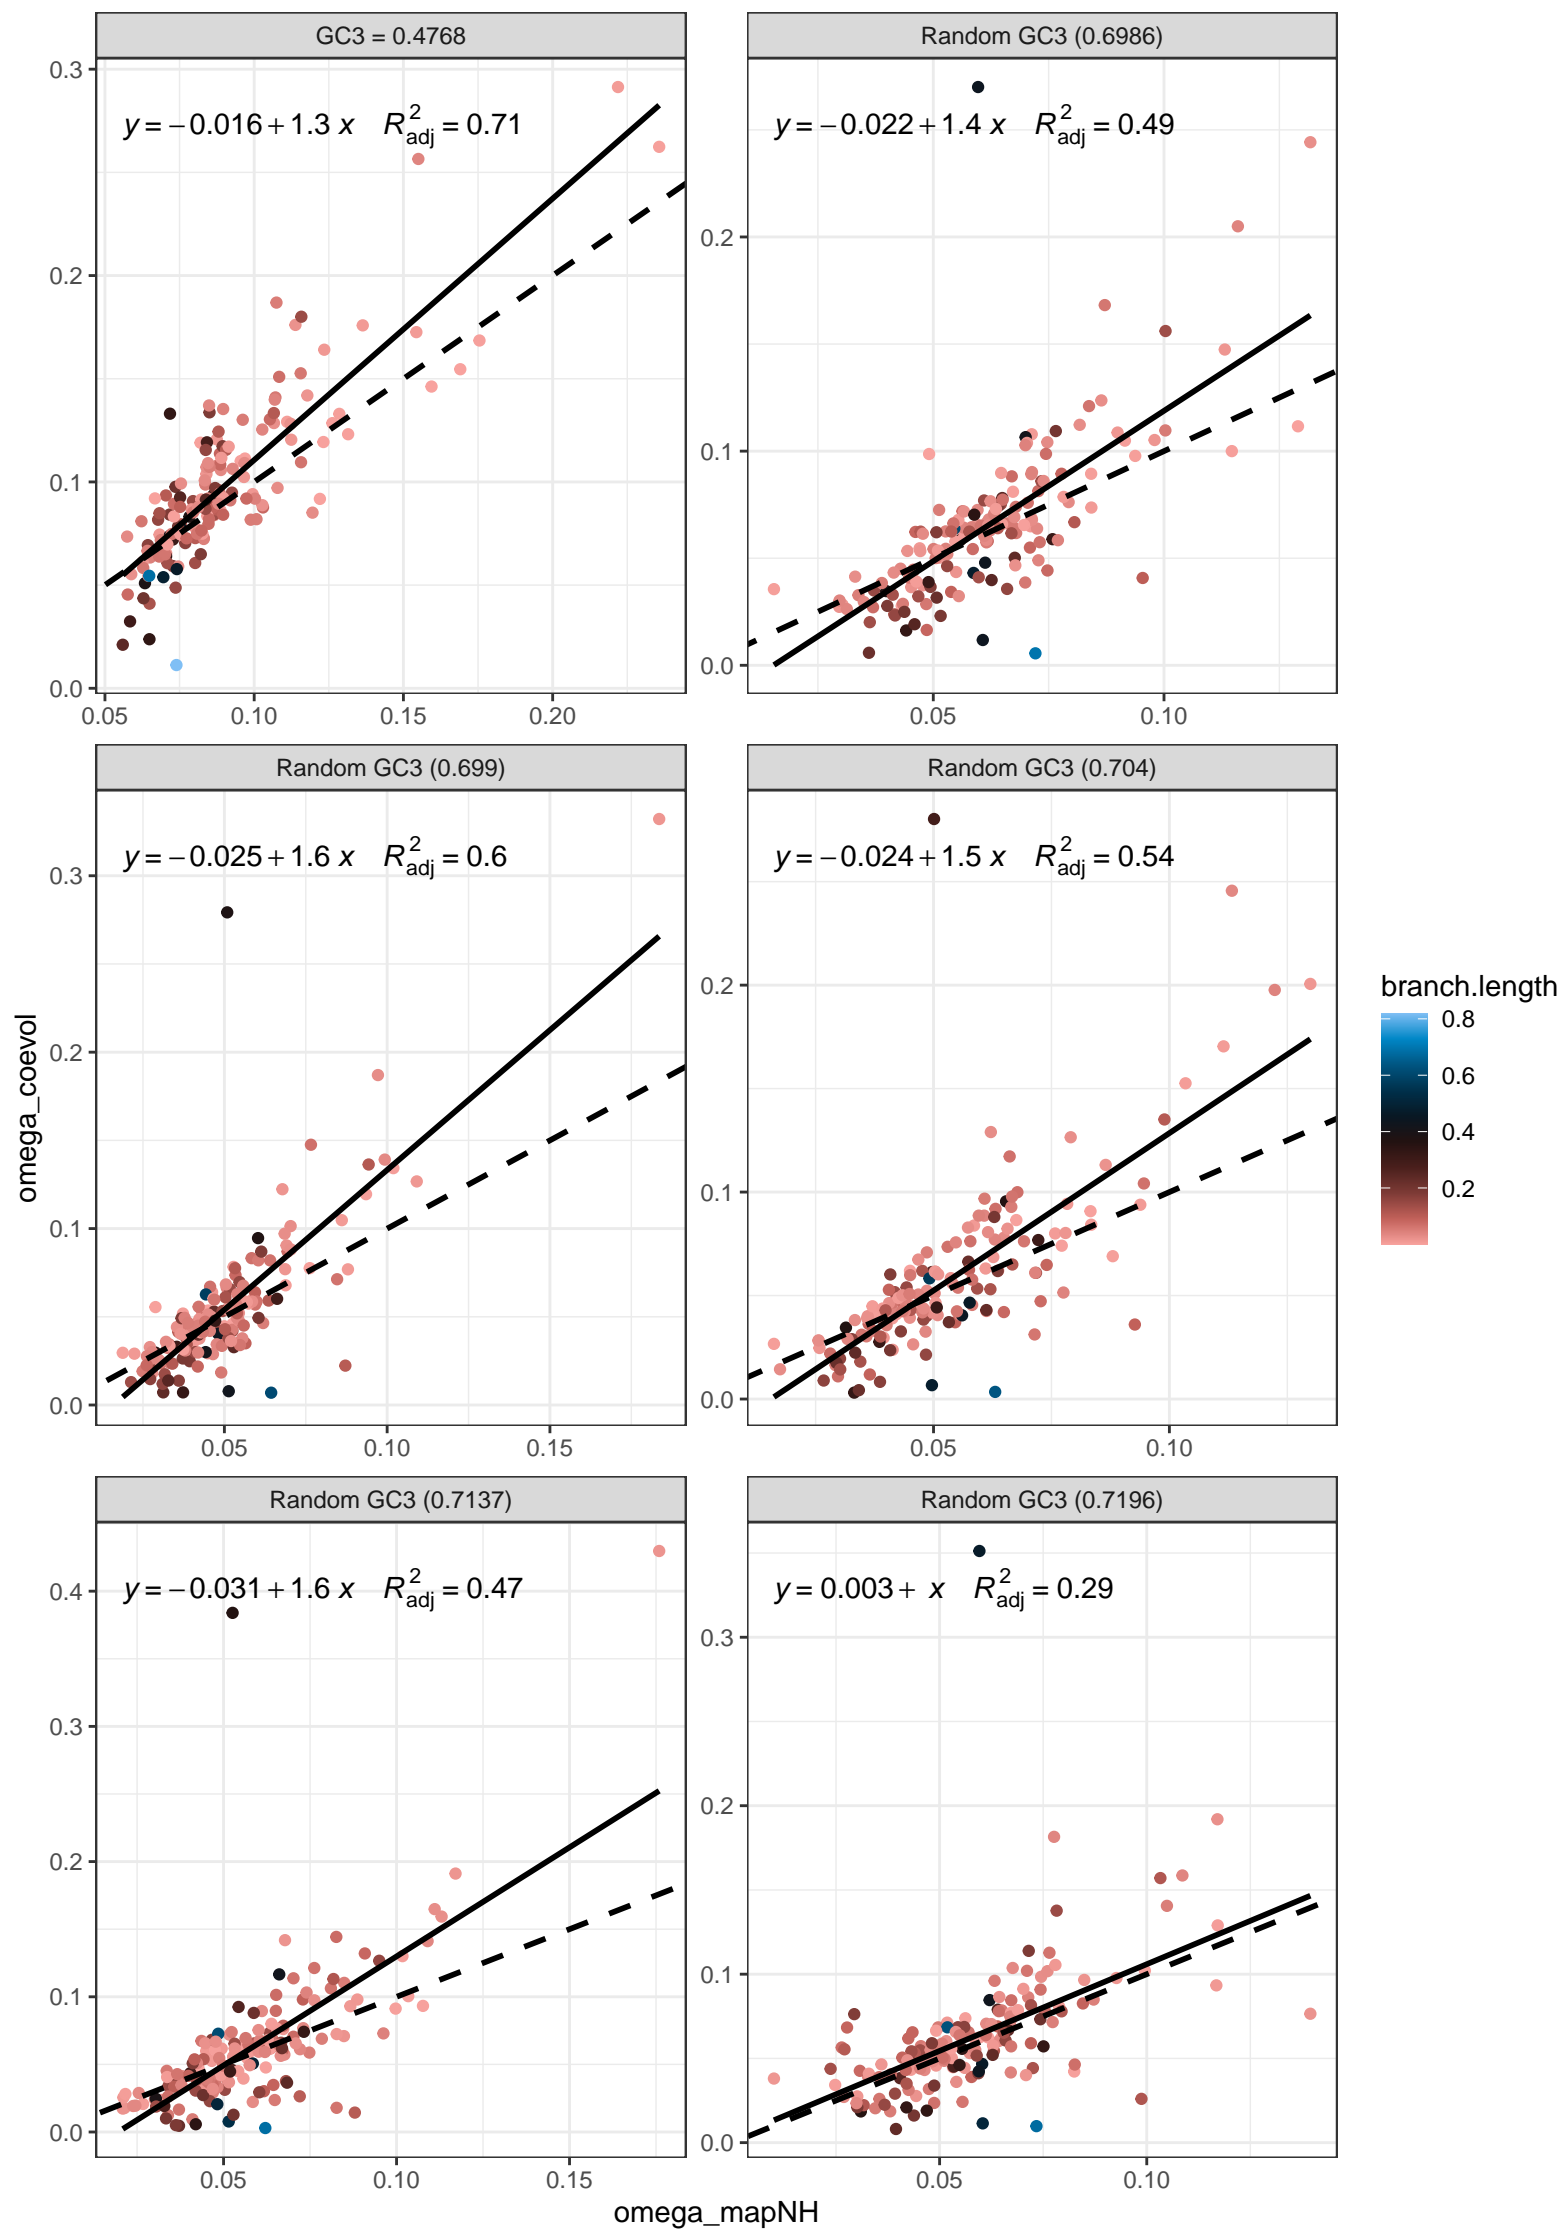 GC3 = 0.4768
Random GC3 (0.6986)
y = −0.016 + 1.3 x R²adj = 0.71
y = −0.022 + 1.4 x R²adj = 0.49
0.3
0.2
0.1
0.0
0.2
0.1
0.0
0.05 0.10 0.15 0.20
0.05 0.10
Random GC3 (0.699)
Random GC3 (0.704)
y = −0.025 + 1.6 x R²adj = 0.6
y = −0.024 + 1.5 x R²adj = 0.54
0.3
0.2
0.1
0.0
0.2
0.1
0.0
0.05 0.10 0.15
0.05 0.10
Random GC3 (0.7137)
Random GC3 (0.7196)
y = −0.031 + 1.6 x R²adj = 0.47
y = 0.003 + x R²adj = 0.29
0.4
0.3
0.2
0.1
0.0
0.3
0.2
0.1
0.0
0.05 0.10 0.15
0.05 0.10
omega_mapNH
omega_coevol
branch.length
0.8
0.6
0.4
0.2